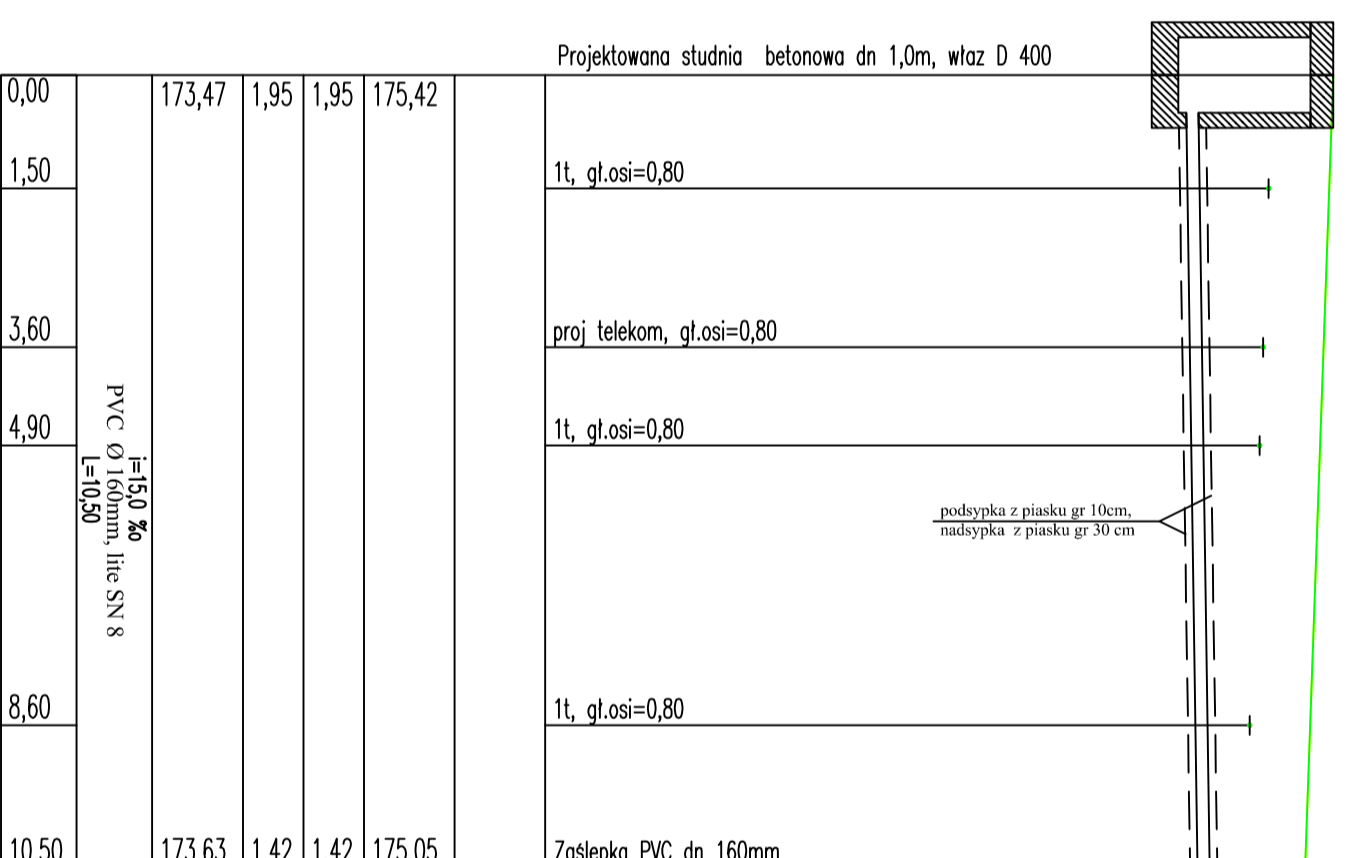 Projektowana studnia betonowa dn 1,0m, właz D 400
0,00 173,47 1,95 1,95 175,42
1,50 1t, gł.osi=0,80
3,60 proj telekom, gł.osi=0,80
4,90 1t, gł.osi=0,80
i=15,0 ‰
PVC Ø 160mm, lite SN 8
L=10,50
podsypka z piasku gr 10cm,
nadsypka z piasku gr 30 cm
8,60 1t, gł.osi=0,80
10,50 173,63 1,42 1,42 175,05 Zaślepka PVC dn 160mm